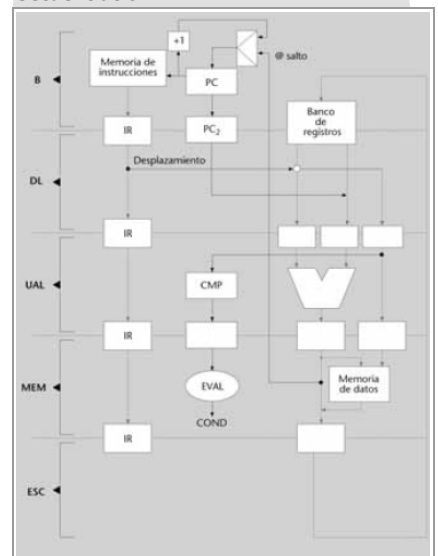 +1
@ salto
Memoria de
instrucciones
B
PC
Banco
de
registros
IR
PC2
Desplazamiento
DL
IR
UAL
CMP
IR
MEM
EVAL
Memoria
de datos
COND
IR
ESC